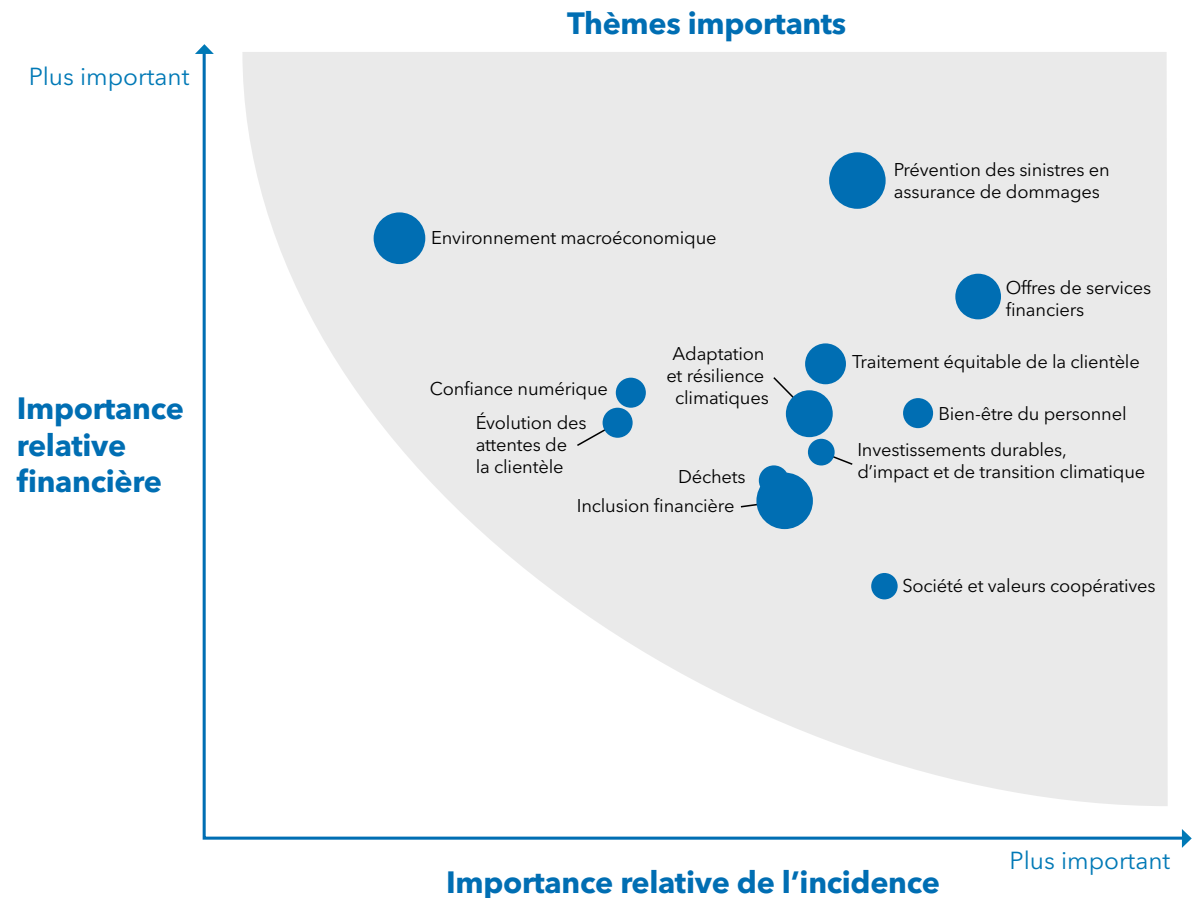 Thèmes importants
Plus important
Prévention des sinistres en
assurance de dommages
Environnement macroéconomique
Offres de services
financiers
Adaptation
et résilience
climatiques
Traitement équitable de la clientèle
Confiance numérique
Évolution des
attentes de
la clientèle
Bien-être du personnel
Importance
relative
financière
Investissements durables,
d’impact et de transition climatique
Déchets
Inclusion financière
Société et valeurs coopératives
Plus important
Importance relative de l’incidence